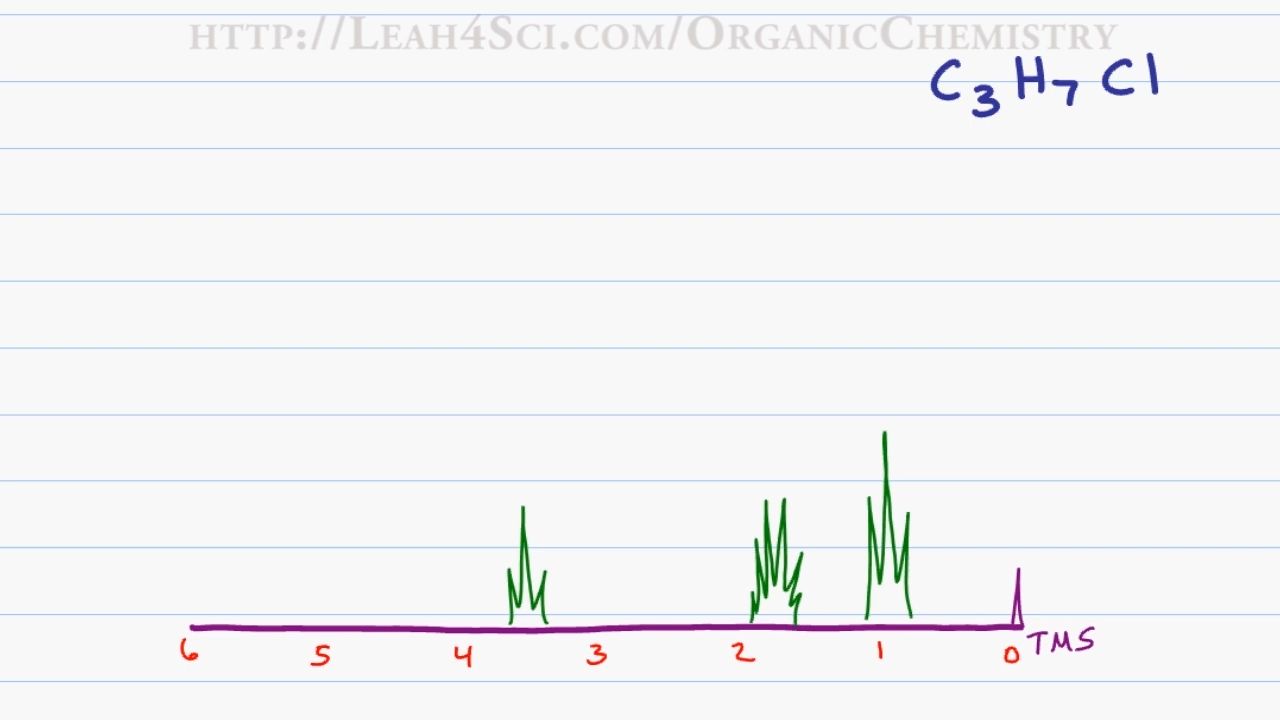 HTTP://LEAH4SCI.COM/ORGANICCHEMISTRY
C₃H₇Cl
6 5 4 3 2 1 0 TMS